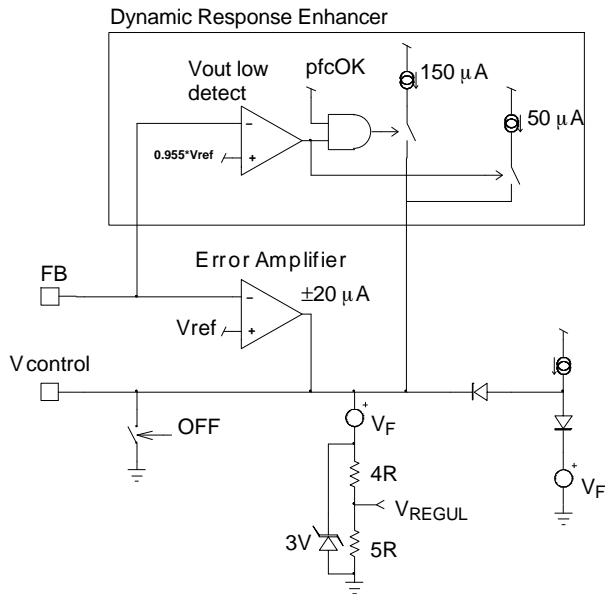 Dynamic Response Enhancer
pfcOK
150 µA
Vout low
detect
50 µA
−
0.955*Vref
+
Error Amplifier
FB
±20 µA
−
Vref
+
Vcontrol
+
VF
OFF
4R
+
VREGUL
VF
3V
5R